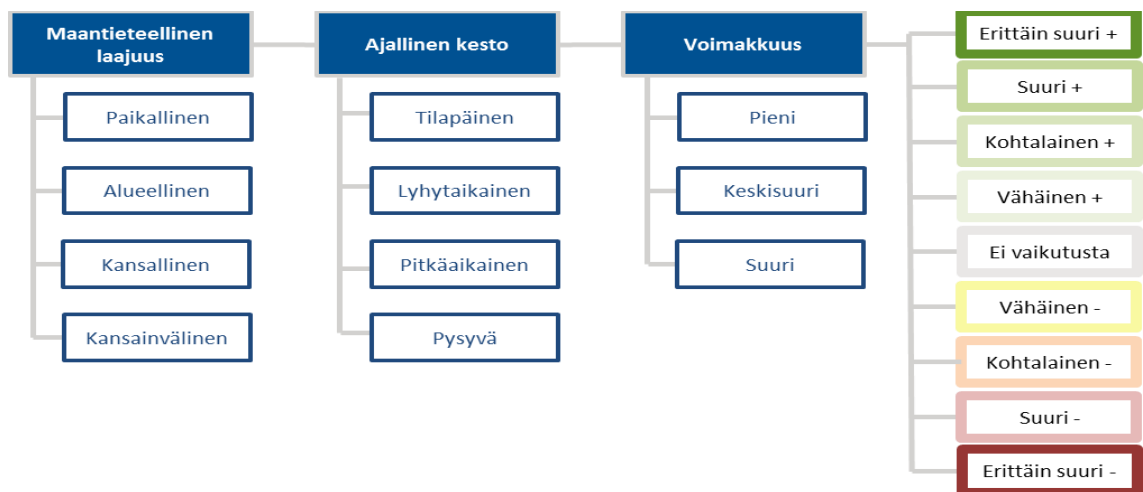 Maantieteellinen
laajuus
Paikallinen
Alueellinen
Kansallinen
Kansainvälinen
Ajallinen kesto
Tilapäinen
Lyhytaikainen
Pitkäaikainen
Pysyvä
Voimakkuus
Pieni
Keskisuuri
Suuri
Erittäin suuri +
Suuri +
Kohtalainen +
Vähäinen +
Ei vaikutusta
Vähäinen -
Kohtalainen -
Suuri -
Erittäin suuri -